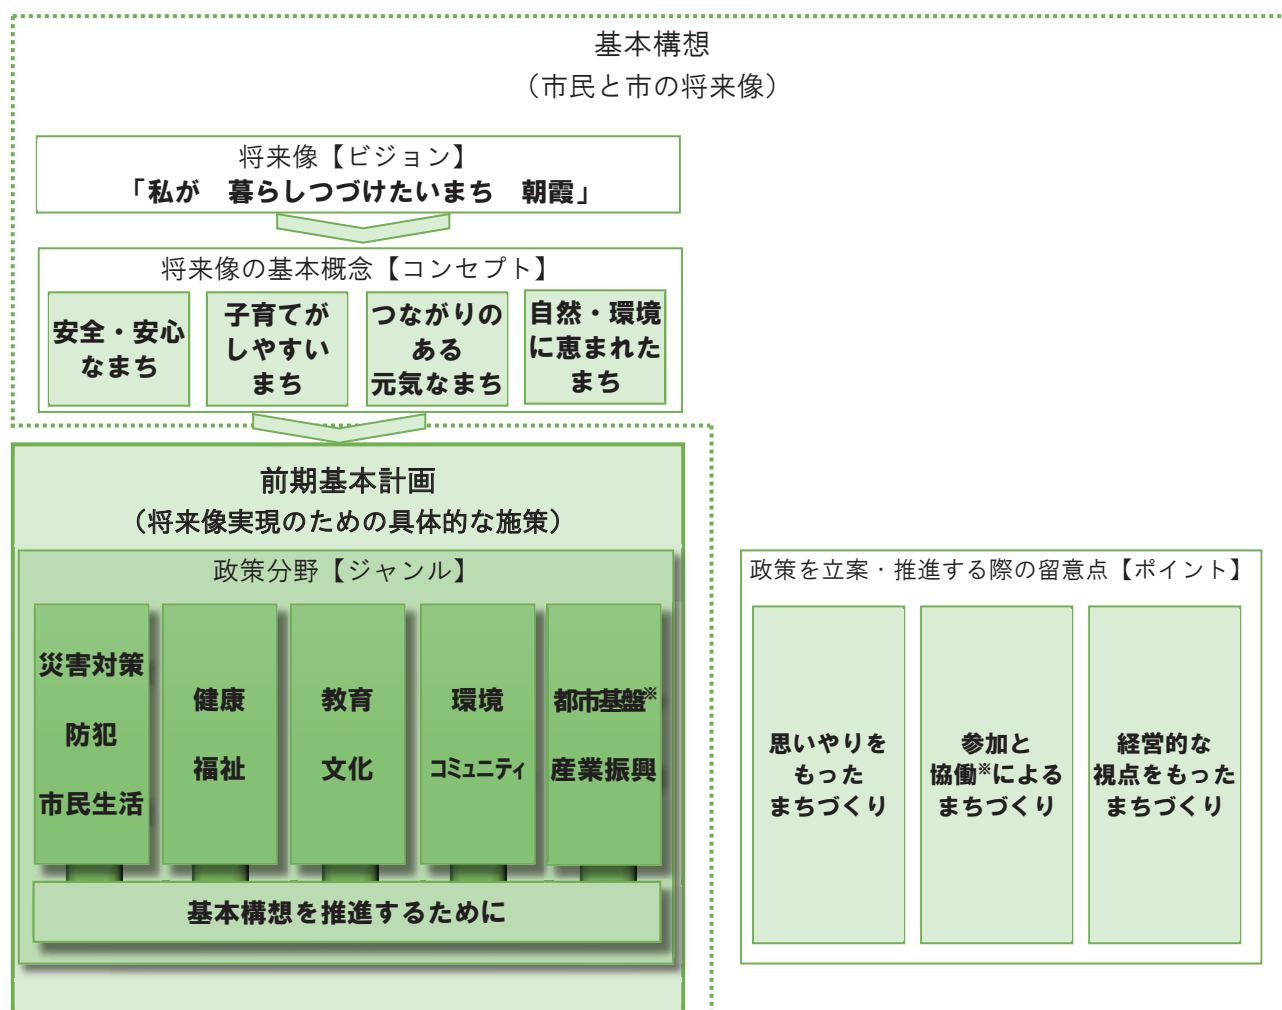 基本構想
（市民と市の将来像）
将来像【ビジョン】
「私が　暮らしつづけたいまち　朝霞」
将来像の基本概念【コンセプト】
安全・安心
なまち
子育てが
しやすい
まち
つながりの
ある
元気なまち
自然・環境
に恵まれた
まち
前期基本計画
（将来像実現のための具体的な施策）
政策分野【ジャンル】
災害対策
防犯
市民生活
健康
福祉
教育
文化
環境
コミュニティ
都市基盤※
産業振興
基本構想を推進するために
政策を立案・推進する際の留意点【ポイント】
思いやりを
もった
まちづくり
参加と
協働※による
まちづくり
経営的な
視点をもった
まちづくり